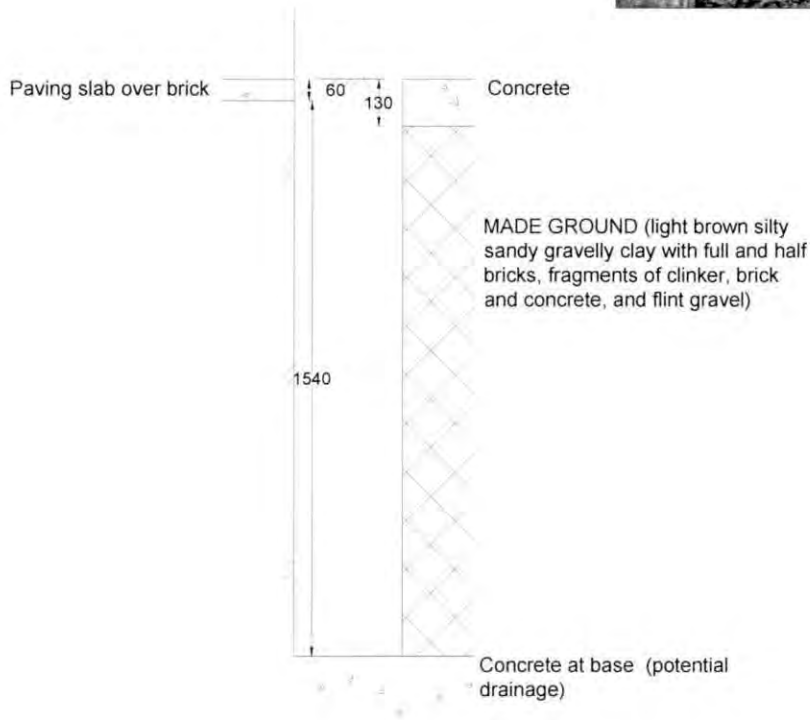 Paving slab over brick
60
130
Concrete
MADE GROUND (light brown silty
sandy gravelly clay with full and half
bricks, fragments of clinker, brick
and concrete, and flint gravel)
1540
Concrete at base (potential
drainage)